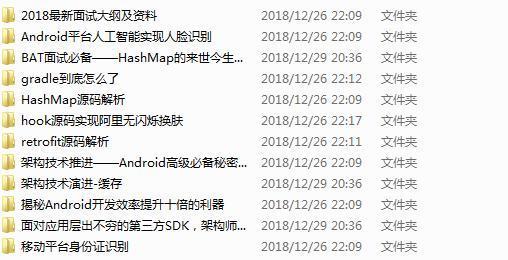 2018最新面试大纲及资料 2018/12/26 22:09 文件夹
Android平台人工智能实现人脸识别 2018/12/26 22:09 文件夹
BAT面试必备——HashMap的来世今生... 2018/12/29 20:36 文件夹
gradle到底怎么了 2018/12/26 22:12 文件夹
HashMap源码解析 2018/12/26 22:09 文件夹
hook源码实现阿里无闪烁换肤 2018/12/26 22:17 文件夹
retrofit源码解析 2018/12/26 22:11 文件夹
架构技术推进——Android高级必备秘密... 2018/12/26 22:09 文件夹
架构技术演进-缓存 2018/12/29 20:36 文件夹
揭秘Android开发效率提升十倍的利器 2018/12/26 22:09 文件夹
面对应用层出不穷的第三方SDK，架构师... 2018/12/29 20:36 文件夹
移动平台身份证识别 2018/12/26 22:09 文件夹